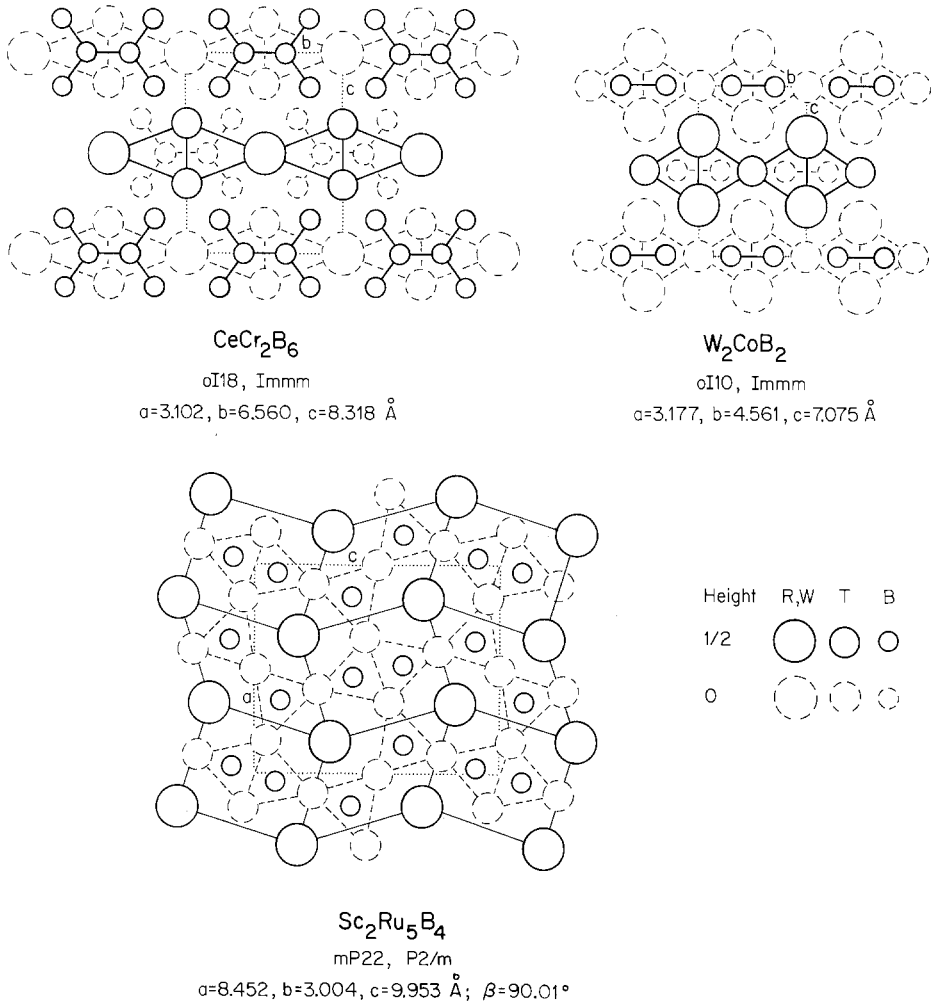 b
c
b
c
CeCr₂B₆
oI18, Immm
a=3.102, b=6.560, c=8.318 Å
W₂CoB₂
oI10, Immm
a=3.177, b=4.561, c=7.075 Å
c
a
Height R,W T B
1/2
0
Sc₂Ru₅B₄
mP22, P2/m
a=8.452, b=3.004, c=9.953 Å; β=90.01°